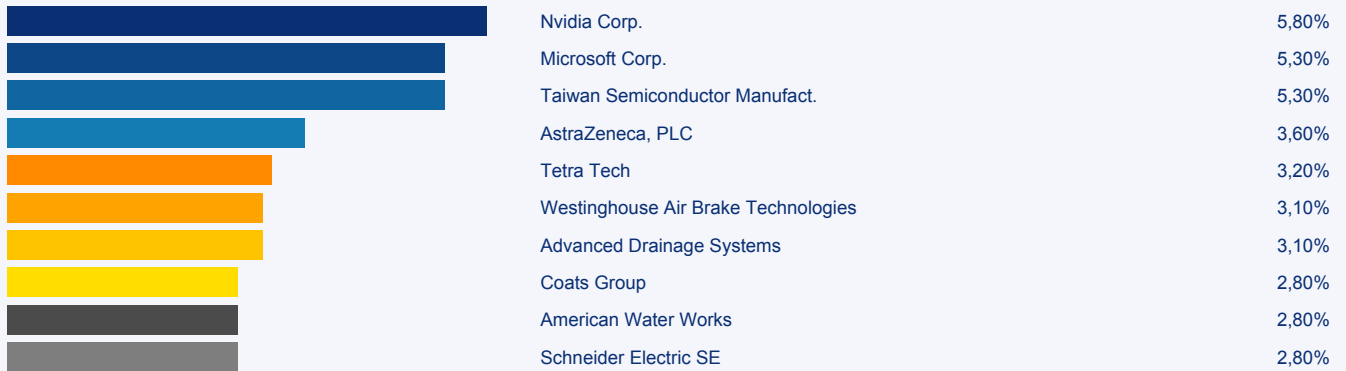 Nvidia Corp. 5,80%
Microsoft Corp. 5,30%
Taiwan Semiconductor Manufact. 5,30%
AstraZeneca, PLC 3,60%
Tetra Tech 3,20%
Westinghouse Air Brake Technologies 3,10%
Advanced Drainage Systems 3,10%
Coats Group 2,80%
American Water Works 2,80%
Schneider Electric SE 2,80%